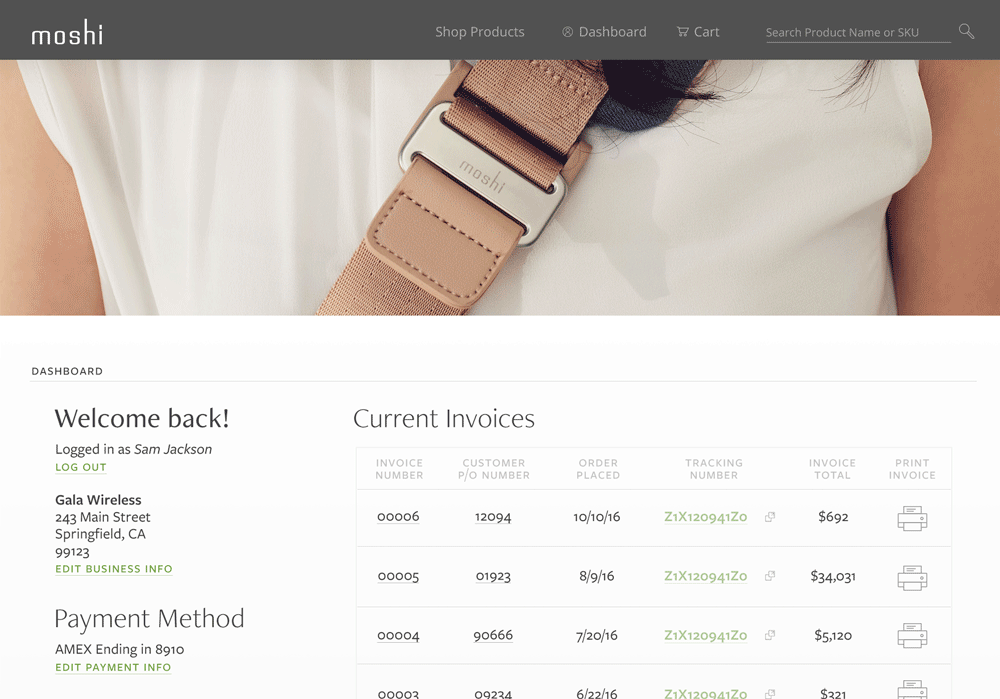 moshi
Shop Products
Dashboard
Cart
Search Product Name or SKU
moshi
DASHBOARD
Welcome back!
Logged in as Sam Jackson
LOG OUT
Gala Wireless
243 Main Street
Springfield, CA
99123
EDIT BUSINESS INFO
Payment Method
AMEX Ending in 8910
EDIT PAYMENT INFO
Current Invoices
INVOICE NUMBER CUSTOMER P/O NUMBER ORDER PLACED TRACKING NUMBER INVOICE TOTAL PRINT INVOICE
00006 12094 10/10/16 Z1X120941Z0 $692
00005 01923 8/9/16 Z1X120941Z0 $34,031
00004 90666 7/20/16 Z1X120941Z0 $5,120
00003 09234 6/22/16 Z1X120941Z0 $321